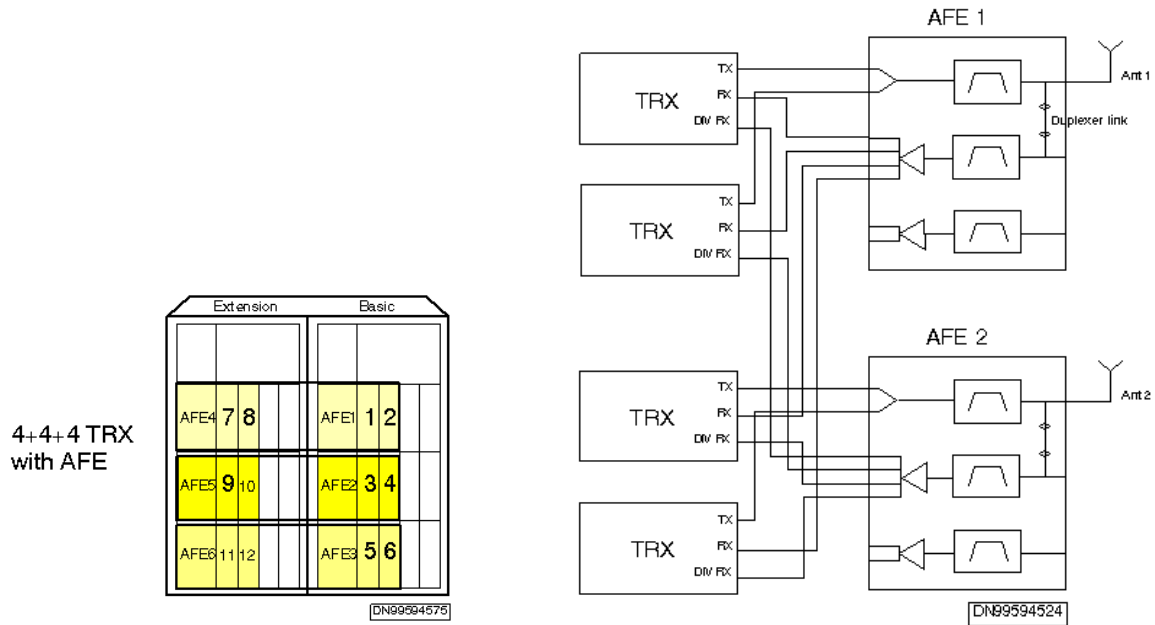 AFE 1
TX
RX
DIV RX
TRX
Ant 1
Duplexer link
TX
RX
DIV RX
TRX
Extension
Basic
AFE4 7 8
AFE1 1 2
4+4+4 TRX
with AFE
AFE5 9 10
AFE2 3 4
AFE6 11 12
AFE3 5 6
DN99594575
AFE 2
TX
RX
DIV RX
TRX
Ant 2
TX
RX
DIV RX
TRX
DN99594524